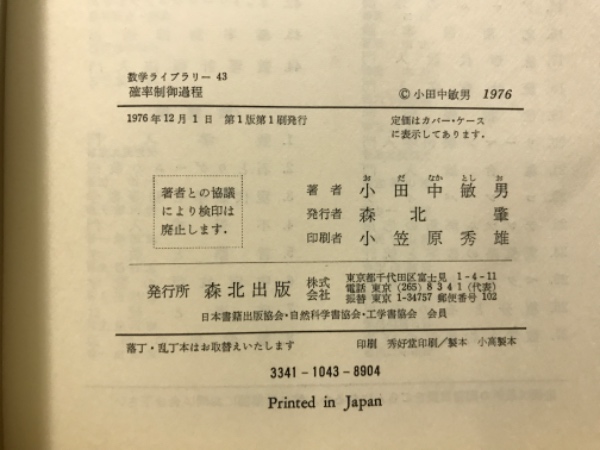 数学ライブラリー 43
確率制御過程
© 小田中敏男 1976
1976年12月1日 第1版第1刷発行
定価はカバー・ケース
に表示してあります．
著者との協議
により検印は
廃止します．
お だ なか とし お
著者 小田中敏男
発行者 森北肇
印刷者 小笠原秀雄
発行所 森北出版 株式会社
東京都千代田区富士見 1-4-11
電話 東京 (265) 8341 (代表)
振替 東京 1-34757 郵便番号 102
日本書籍出版協会・自然科学書協会・工学書協会 会員
落丁・乱丁本はお取替えいたします
印刷 秀好堂印刷／製本 小高製本
3341-1043-8904
Printed in Japan